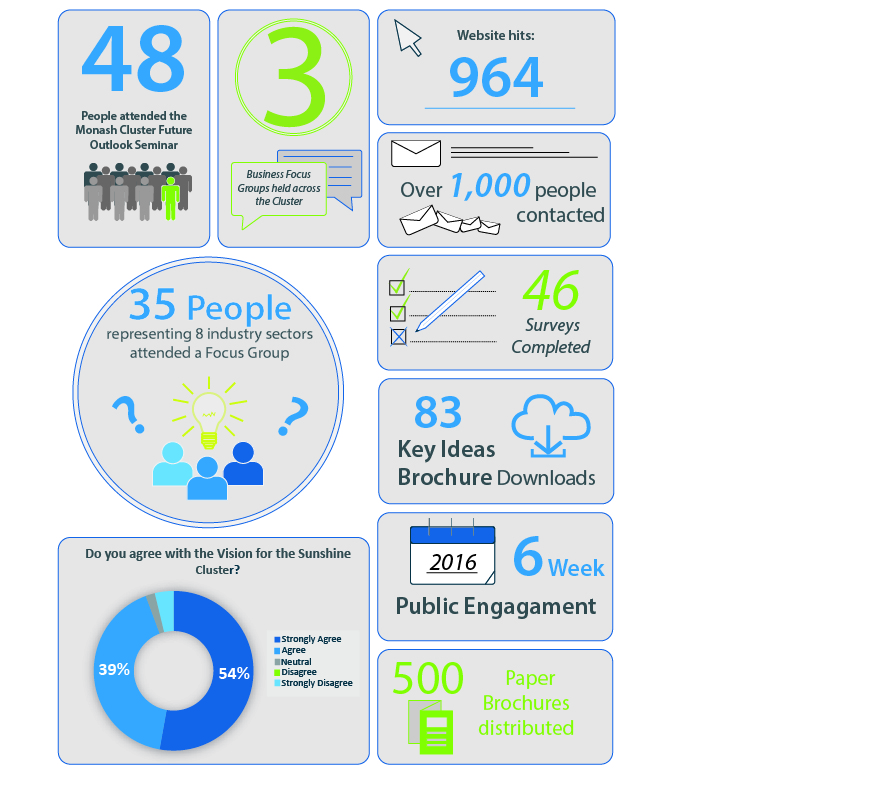 48
People attended the
Monash Cluster Future
Outlook Seminar
3
Business Focus
Groups held across
the Cluster
Website hits:
964
Over 1,000 people
contacted
35 People
representing 8 industry sectors
attended a Focus Group
? ?
46
Surveys
Completed
83
Key Ideas
Brochure Downloads
2016
6 Week
Public Engagament
Do you agree with the Vision for the Sunshine
Cluster?
39%
54%
Strongly Agree
Agree
Neutral
Disagree
Strongly Disagree
500
Paper
Brochures
distributed